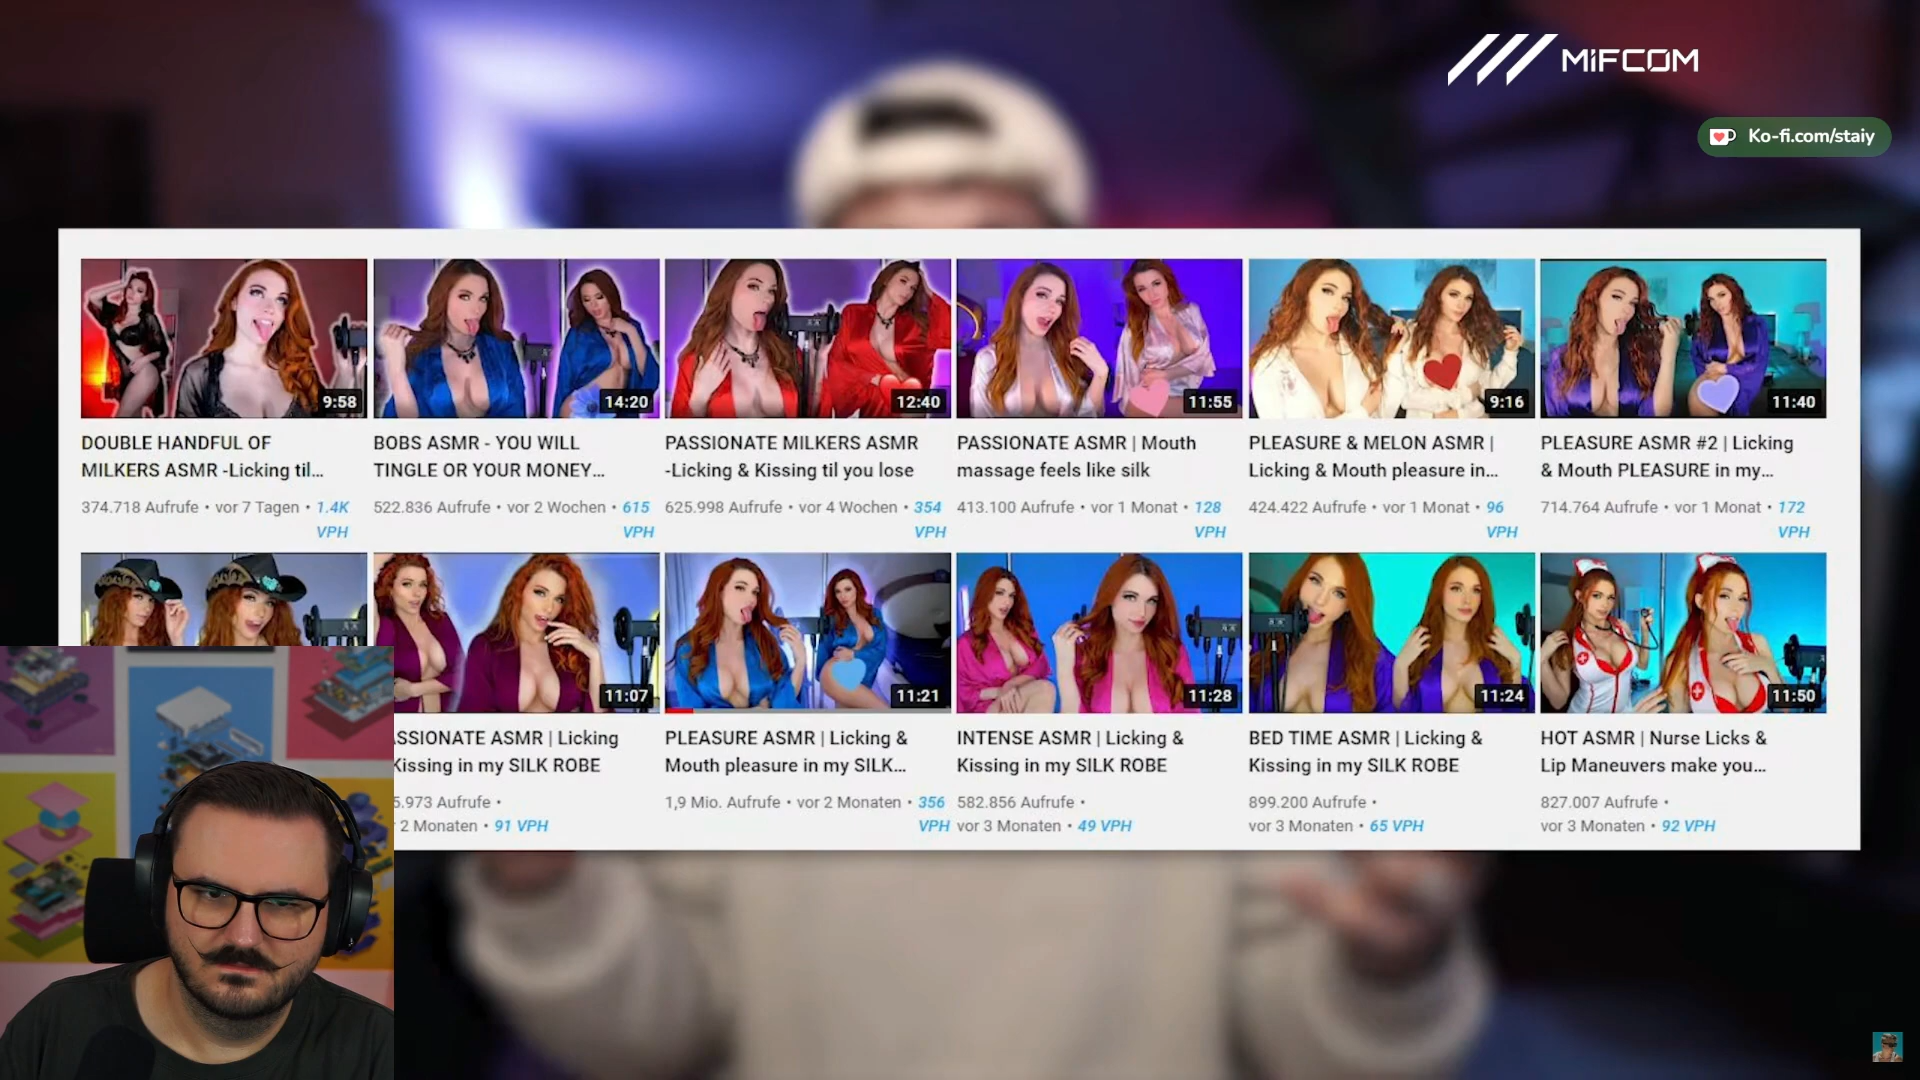 MIFCOM
Ko-fi.com/staiy
9:58
14:20
12:40
11:55
9:16
11:40
DOUBLE HANDFUL OF
MILKERS ASMR -Licking til...
374.718 Aufrufe • vor 7 Tagen • 1.4K
VPH
BOBS ASMR - YOU WILL
TINGLE OR YOUR MONEY...
522.836 Aufrufe • vor 2 Wochen • 615
VPH
PASSIONATE MILKERS ASMR
-Licking & Kissing til you lose
625.998 Aufrufe • vor 4 Wochen • 354
VPH
PASSIONATE ASMR | Mouth
massage feels like silk
413.100 Aufrufe • vor 1 Monat • 128
VPH
PLEASURE & MELON ASMR |
Licking & Mouth pleasure in...
424.422 Aufrufe • vor 1 Monat • 96
VPH
PLEASURE ASMR #2 | Licking
& Mouth PLEASURE in my...
714.764 Aufrufe • vor 1 Monat • 172
VPH
11:07
11:21
11:28
11:24
11:50
ASSIONATE ASMR | Licking
Kissing in my SILK ROBE
5.973 Aufrufe •
2 Monaten • 91 VPH
PLEASURE ASMR | Licking &
Mouth pleasure in my SILK...
1,9 Mio. Aufrufe • vor 2 Monaten • 356
VPH
INTENSE ASMR | Licking &
Kissing in my SILK ROBE
582.856 Aufrufe •
vor 3 Monaten • 49 VPH
BED TIME ASMR | Licking &
Kissing in my SILK ROBE
899.200 Aufrufe •
vor 3 Monaten • 65 VPH
HOT ASMR | Nurse Licks &
Lip Maneuvers make you...
827.007 Aufrufe •
vor 3 Monaten • 92 VPH